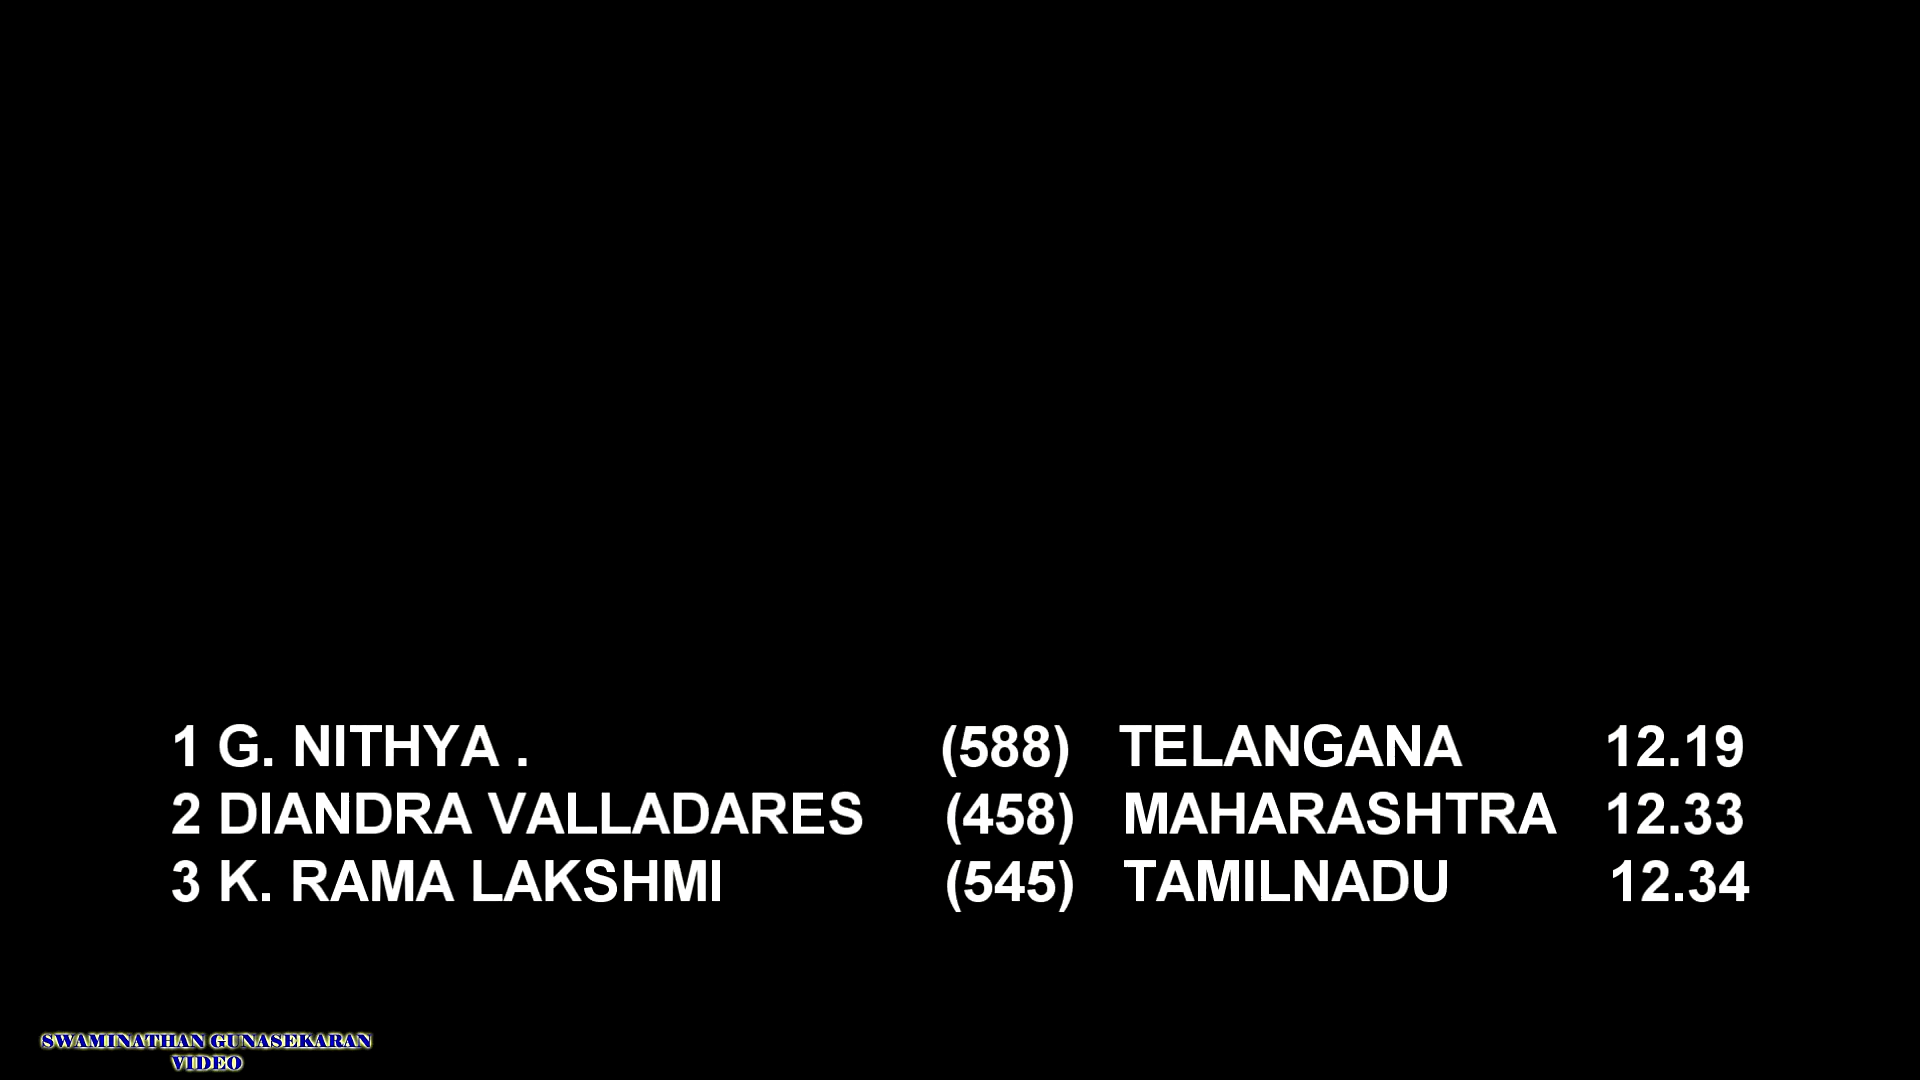 1 G. NITHYA . (588) TELANGANA 12.19
2 DIANDRA VALLADARES (458) MAHARASHTRA 12.33
3 K. RAMA LAKSHMI (545) TAMILNADU 12.34
SWAMINATHAN GUNASEKARAN
VIDEO